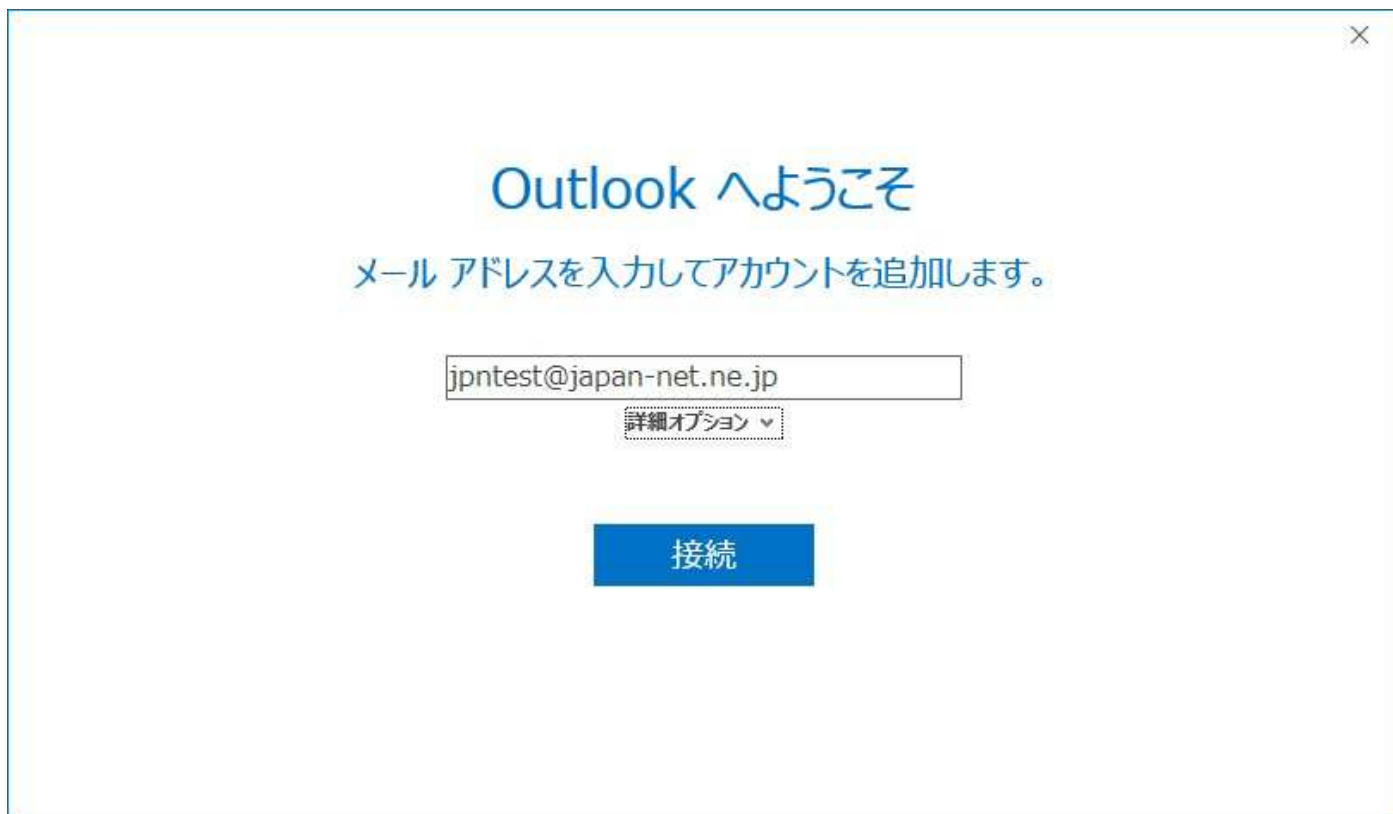 Outlook へようこそ
メール アドレスを入力してアカウントを追加します。
jpntest@japan-net.ne.jp
詳細オプション
接続